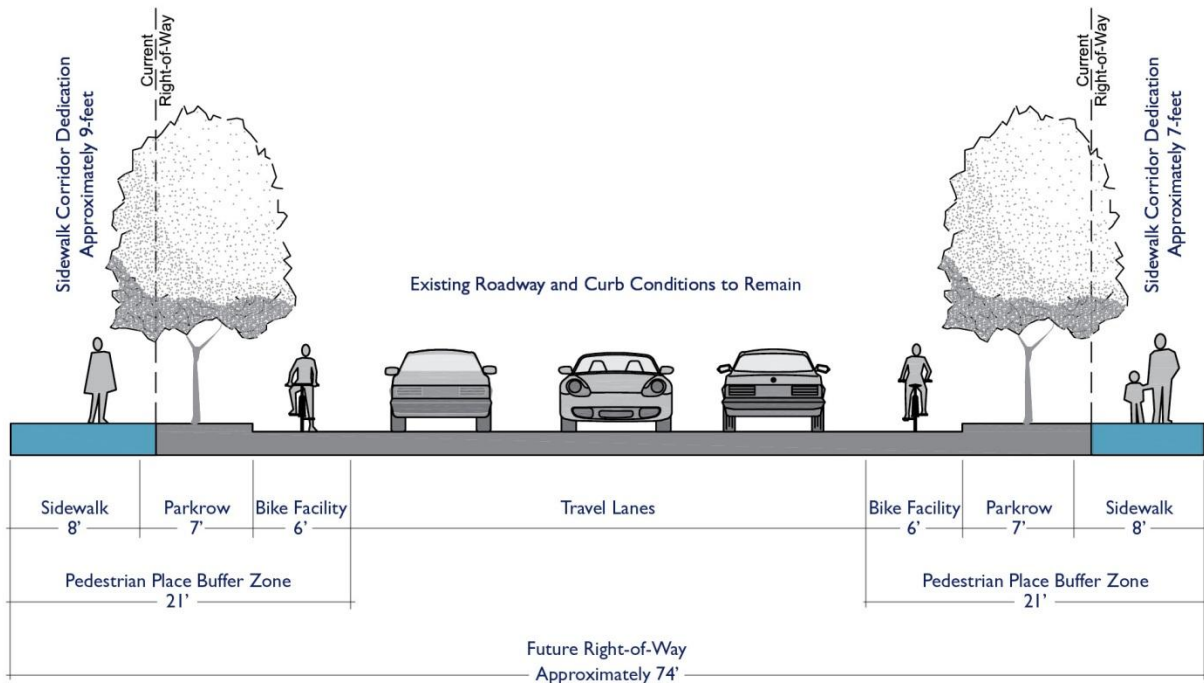 Sidewalk Corridor Dedication
Approximately 9-feet
Current
Right-of-Way
Current
Right-of-Way
Sidewalk Corridor Dedication
Approximately 7-feet
Existing Roadway and Curb Conditions to Remain
Sidewalk
8'
Parkrow
7'
Bike Facility
6'
Travel Lanes
Bike Facility
6'
Parkrow
7'
Sidewalk
8'
Pedestrian Place Buffer Zone
21'
Pedestrian Place Buffer Zone
21'
Future Right-of-Way
Approximately 74'